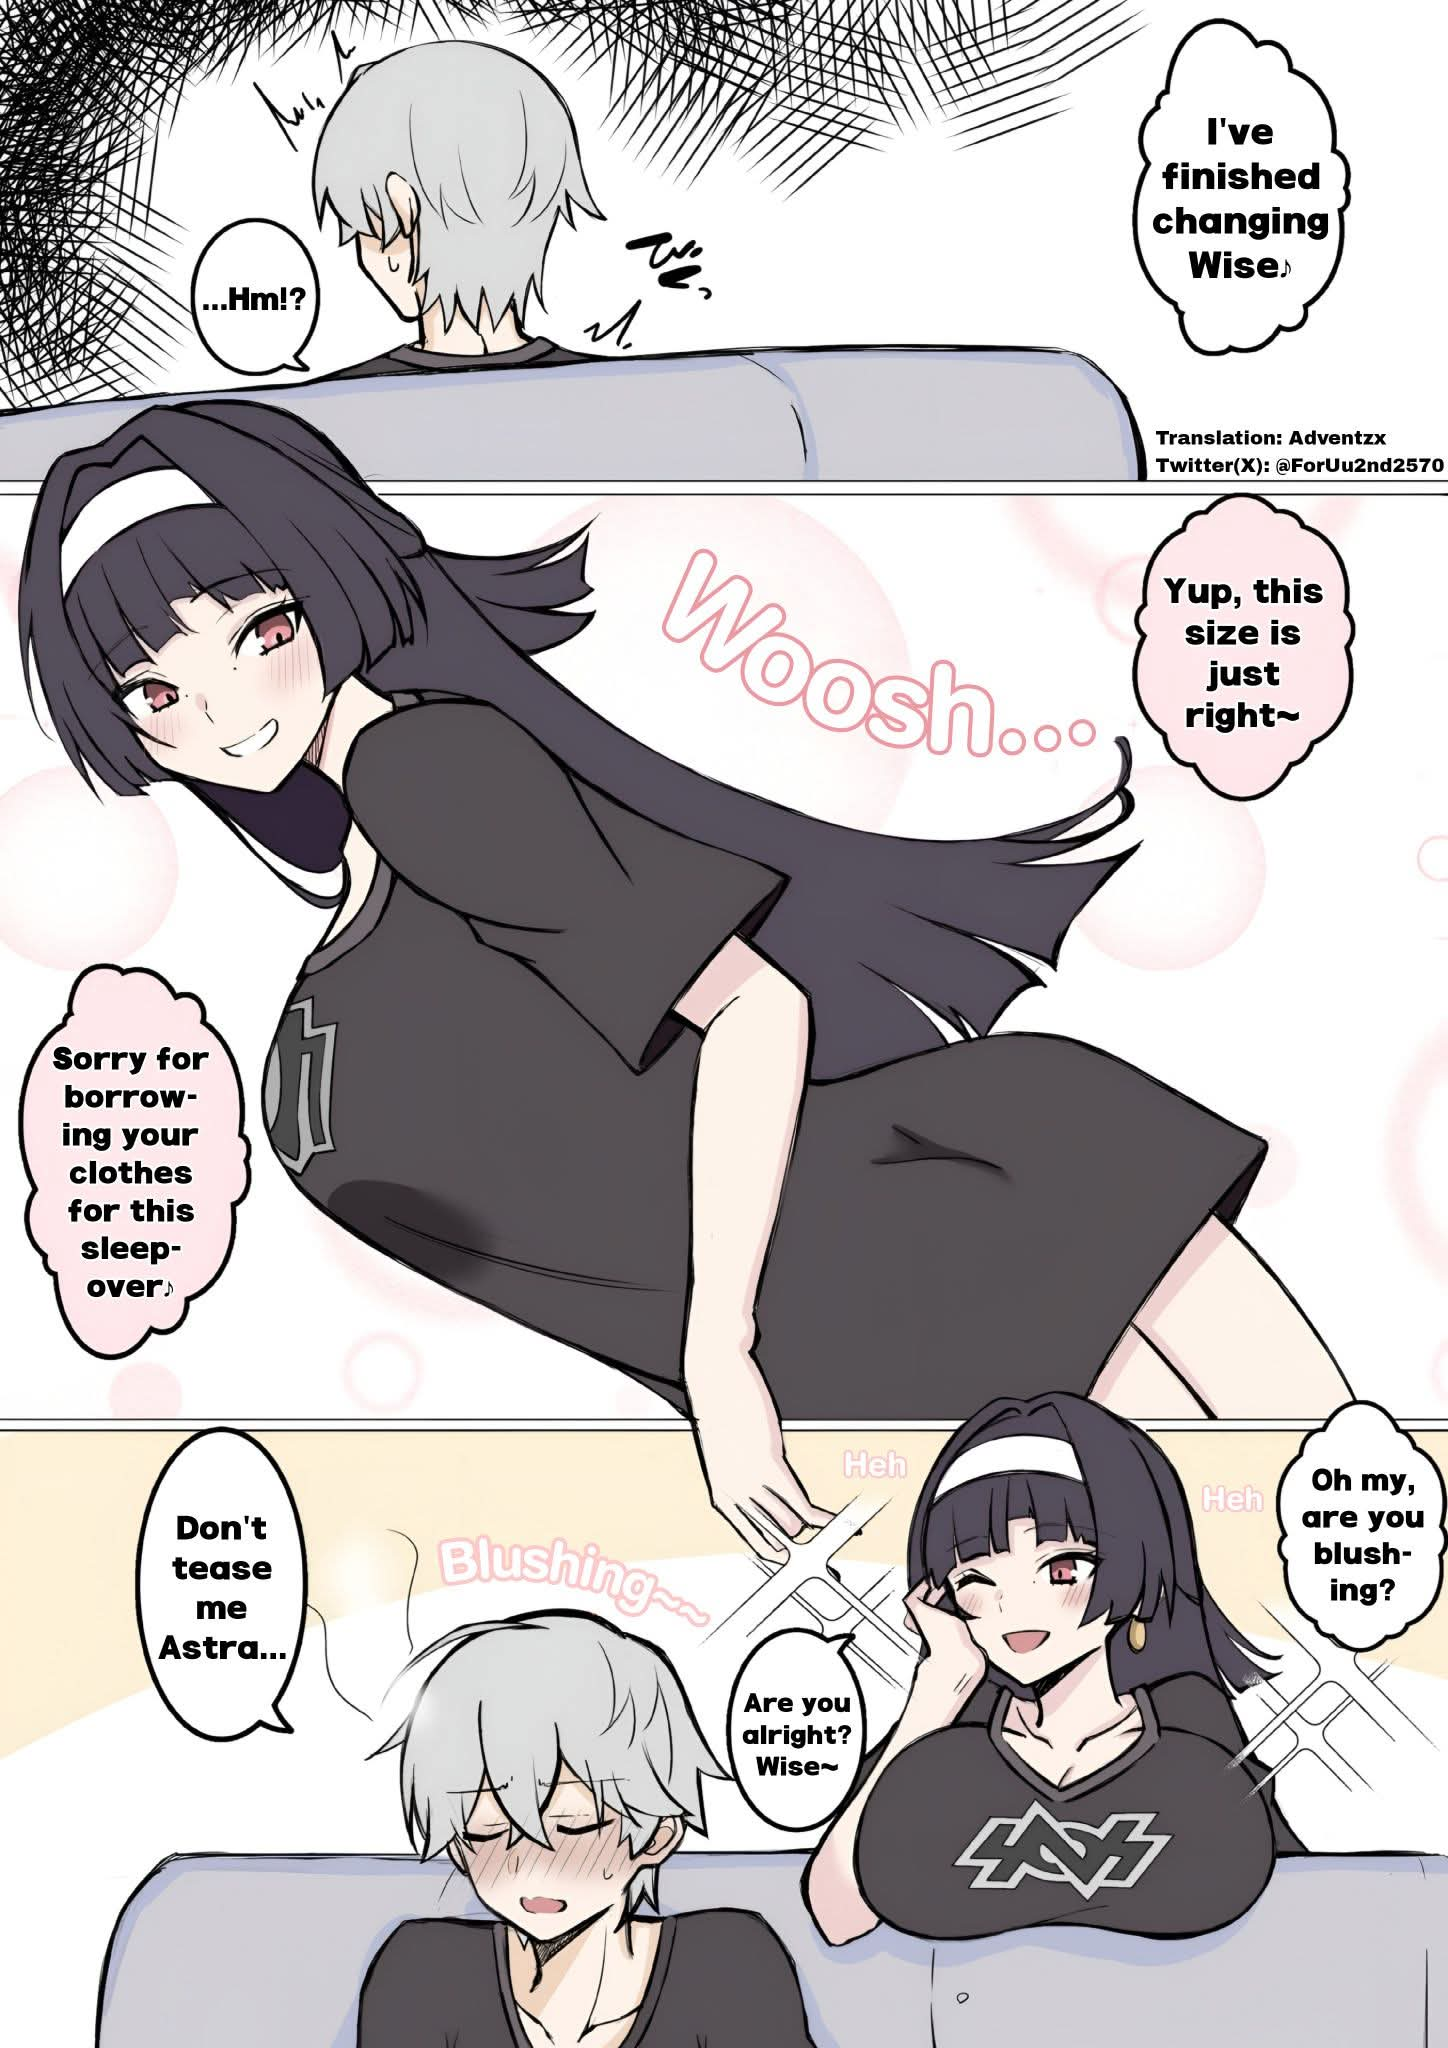 I've
finished
changing
Wise♪
...Hm!?
Translation: Adventzx
Twitter(X): @ForUu2nd2570
Woosh...
Yup, this
size is
just
right~
Sorry for
borrow-
ing your
clothes
for this
sleep-
over♪
Heh
Heh
Oh my,
are you
blush-
ing?
Don't
tease
me
Astra...
Blushing~~
Are you
alright?
Wise~